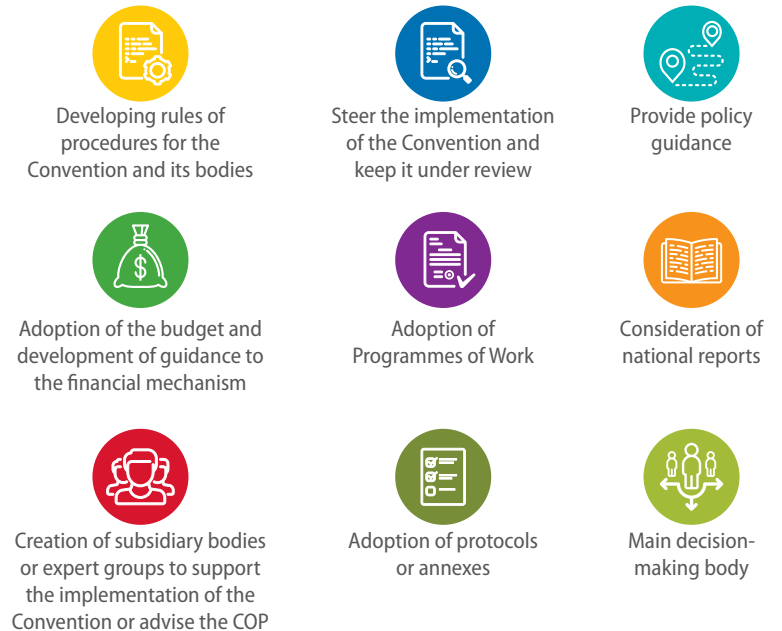 Developing rules of
procedures for the
Convention and its bodies
Steer the implementation
of the Convention and
keep it under review
Provide policy
guidance
$
Adoption of the budget and
development of guidance to
the financial mechanism
Adoption of
Programmes of Work
Consideration of
national reports
Creation of subsidiary bodies
or expert groups to support
the implementation of the
Convention or advise the COP
Adoption of protocols
or annexes
Main decision-
making body